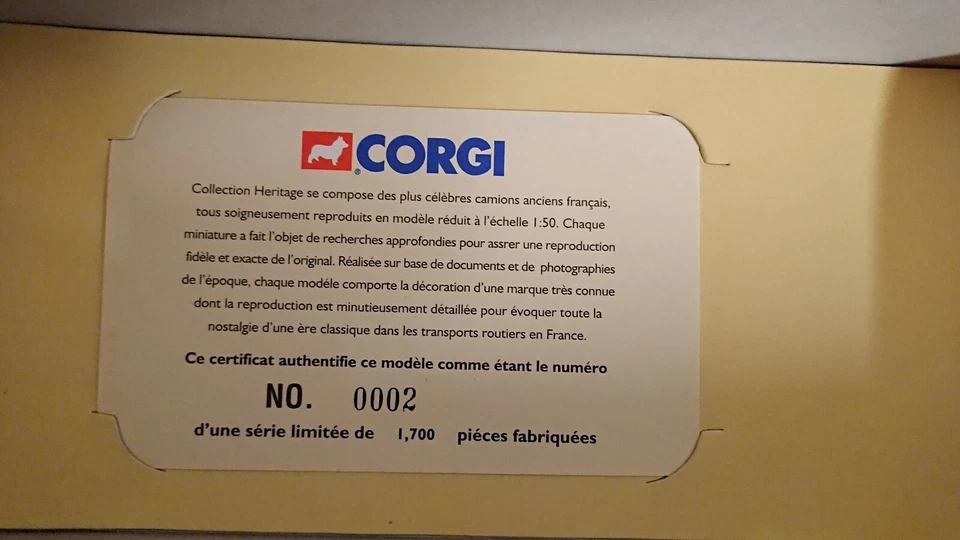 CORGI
Collection Heritage se compose des plus célèbres camions anciens français,
tous soigneusement reproduits en modèle réduit à l'échelle 1:50. Chaque
miniature a fait l'objet de recherches approfondies pour assrer une reproduction
fidèle et exacte de l'original. Réalisée sur base de documents et de photographies
de l'époque, chaque modéle comporte la décoration d'une marque très connue
dont la reproduction est minutieusement détaillée pour évoquer toute la
nostalgie d'une ère classique dans les transports routiers en France.
Ce certificat authentifie ce modèle comme étant le numéro
NO. 0002
d'une série limitée de 1,700 piéces fabriquées